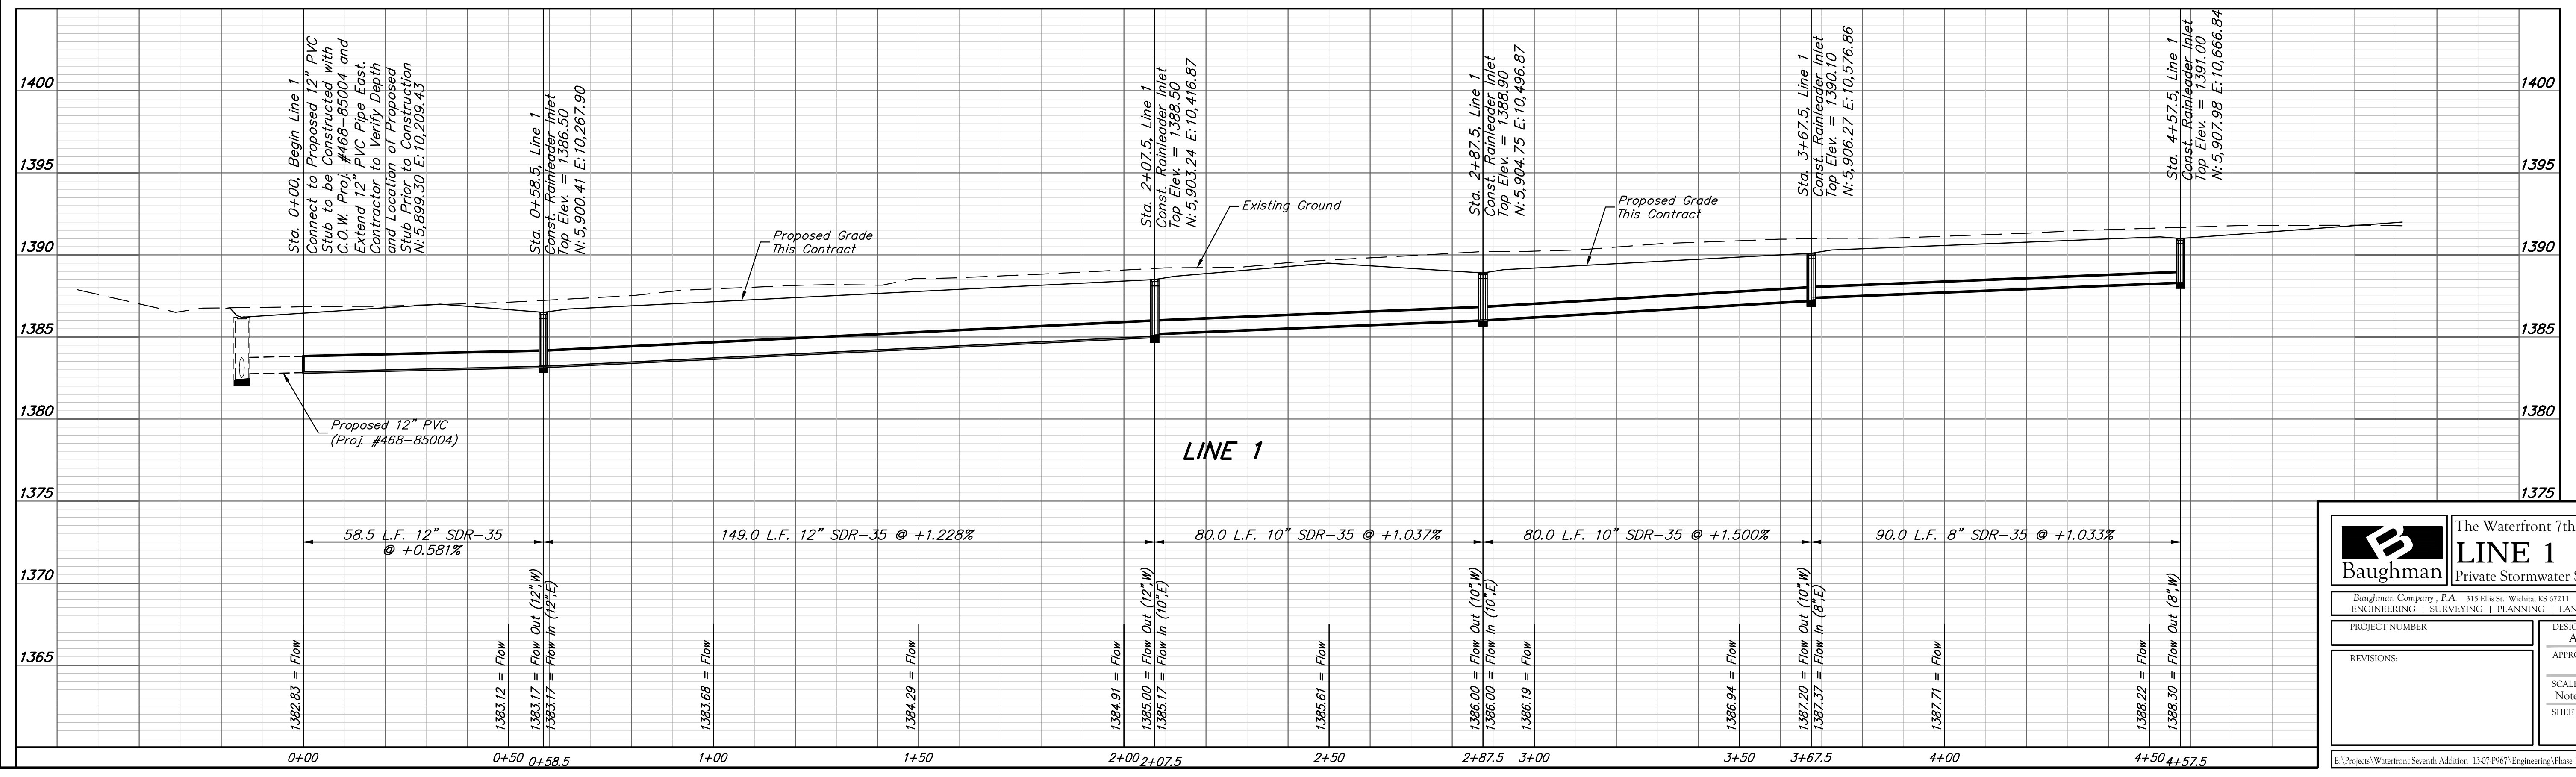 1400
1395
1390
1385
1380
1375
1370
1365
Sta. 0+00, Begin Line 1
Connect to Proposed 12" PVC
Stub to be Constructed with
C.O.W. Proj. #468-85004 and
Extend 12" PVC Pipe East.
Contractor to Verify Depth
and Location of Proposed
Stub Prior to Construction
N:5,899.30 E:10,209.43
Sta. 0+58.5, Line 1
Const. Rainleader Inlet
Top Elev. = 1386.50
N:5,900.41 E:10,267.90
Proposed Grade
This Contract
Sta. 2+07.5, Line 1
Const. Rainleader Inlet
Top Elev. = 1388.50
N:5,903.24 E:10,416.87
Existing Ground
Sta. 2+87.5, Line 1
Const. Rainleader Inlet
Top Elev. = 1388.90
N:5,904.75 E:10,496.87
Proposed Grade
This Contract
Sta. 3+67.5, Line 1
Const. Rainleader Inlet
Top Elev. = 1390.10
N:5,906.27 E:10,576.86
Sta. 4+57.5, Line 1
Const. Rainleader Inlet
Top Elev. = 1391.00
N:5,907.98 E:10,666.84
1400
1395
1390
1385
1380
1375
Proposed 12" PVC
(Proj. #468-85004)
LINE 1
58.5 L.F. 12" SDR-35
@ +0.581%
149.0 L.F. 12" SDR-35 @ +1.228%
80.0 L.F. 10" SDR-35 @ +1.037%
80.0 L.F. 10" SDR-35 @ +1.500%
90.0 L.F. 8" SDR-35 @ +1.033%
1382.83 = Flow
1383.12 = Flow
1383.17 = Flow Out (12",W)
1383.17 = Flow In (12",E)
1383.68 = Flow
1384.29 = Flow
1384.91 = Flow
1385.00 = Flow Out (12",W)
1385.17 = Flow In (10",E)
1385.61 = Flow
1386.00 = Flow Out (10",W)
1386.00 = Flow In (10",E)
1386.19 = Flow
1386.94 = Flow
1387.20 = Flow Out (10",W)
1387.37 = Flow In (8",E)
1387.71 = Flow
1388.22 = Flow
1388.30 = Flow Out (8",W)
0+00 0+50 0+58.5 1+00 1+50 2+00 2+07.5 2+50 2+87.5 3+00 3+50 3+67.5 4+00 4+50 4+57.5
B
Baughman
The Waterfront 7th
LINE 1
Private Stormwater S
Baughman Company, P.A. 315 Ellis St. Wichita, KS 67211
ENGINEERING | SURVEYING | PLANNING | LAN
PROJECT NUMBER
DESIG
A
REVISIONS:
APPRO
SCALE
Note
SHEET
E:\Projects\Waterfront Seventh Addition_13-07-P967\Engineering\Phase